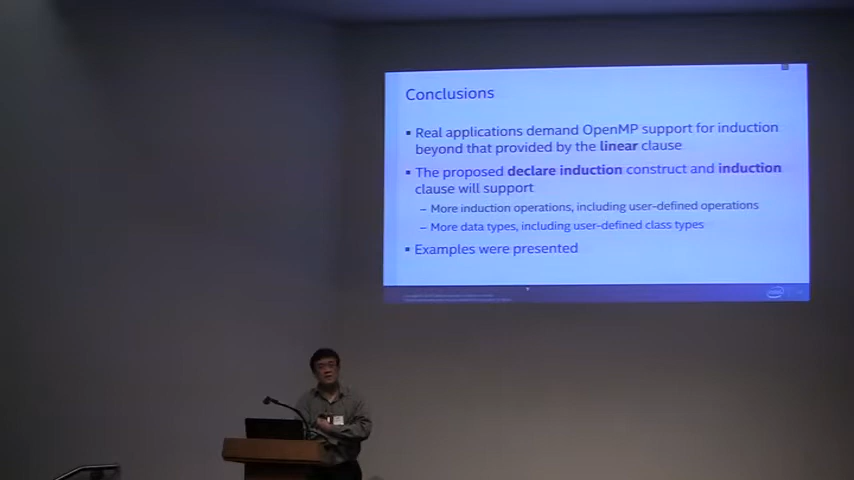 Conclusions
▪ Real applications demand OpenMP support for induction
beyond that provided by the linear clause
▪ The proposed declare induction construct and induction
clause will support
– More induction operations, including user-defined operations
– More data types, including user-defined class types
▪ Examples were presented